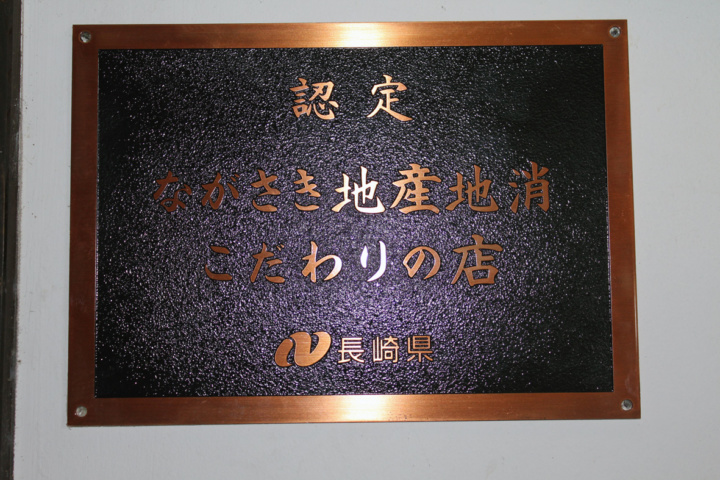 認定
ながさき地産地消
こだわりの店
長崎県